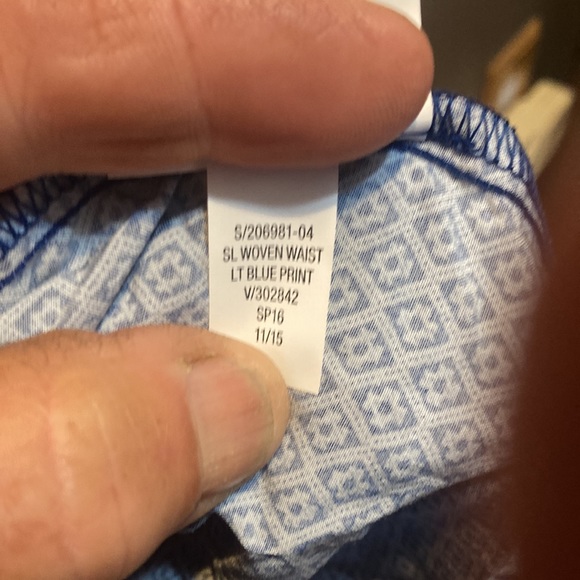 S/206981-04
SL WOVEN WAIST
LT BLUE PRINT
V/302842
SP16
11/15